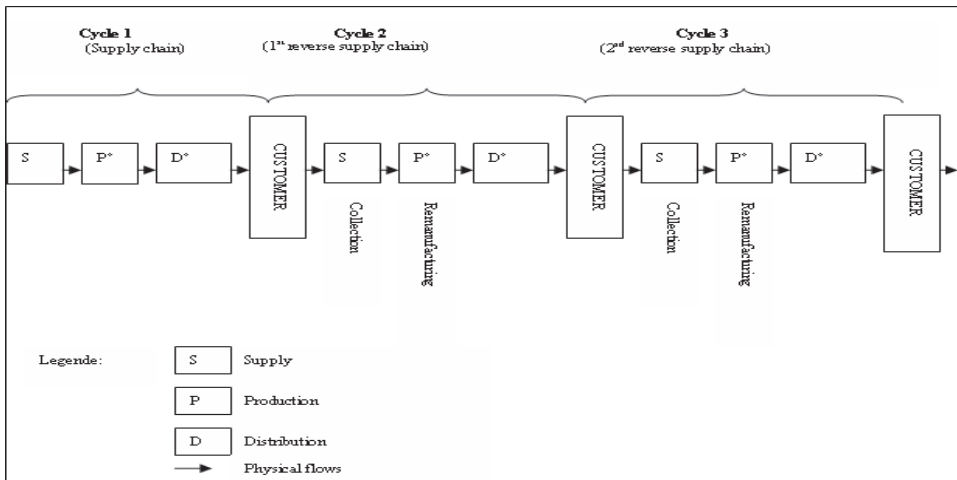 Cycle 1
(Supply chain)
Cycle 2
(1st reverse supply chain)
Cycle 3
(2nd reverse supply chain)
S
P*
D*
CUSTOMER
S
P*
D*
CUSTOMER
S
P*
D*
CUSTOMER
Collection
Remanufacturing
Collection
Remanufacturing
Legende:
S Supply
P Production
D Distribution
Physical flows